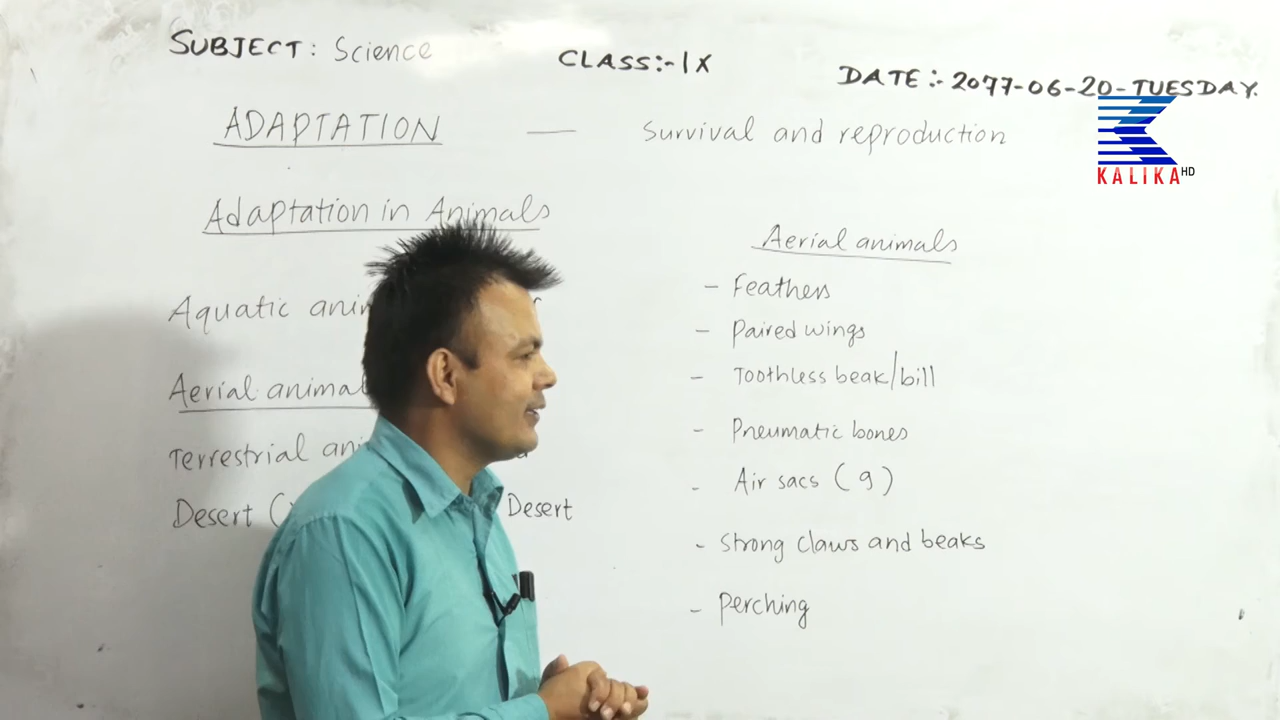 SUBJECT: Science
CLASS:- IX
DATE:- 2077-06-20-TUESDAY.
ADAPTATION — Survival and reproduction
KALIKA HD
Adaptation in Animals
Aerial animals
- Feathers
- Paired wings
- Toothless beak/bill
- Pneumatic bones
- Air sacs (9)
- Strong claws and beaks
- Perching
Aquatic
Aerial animal
Terrestrial
Desert
Desert